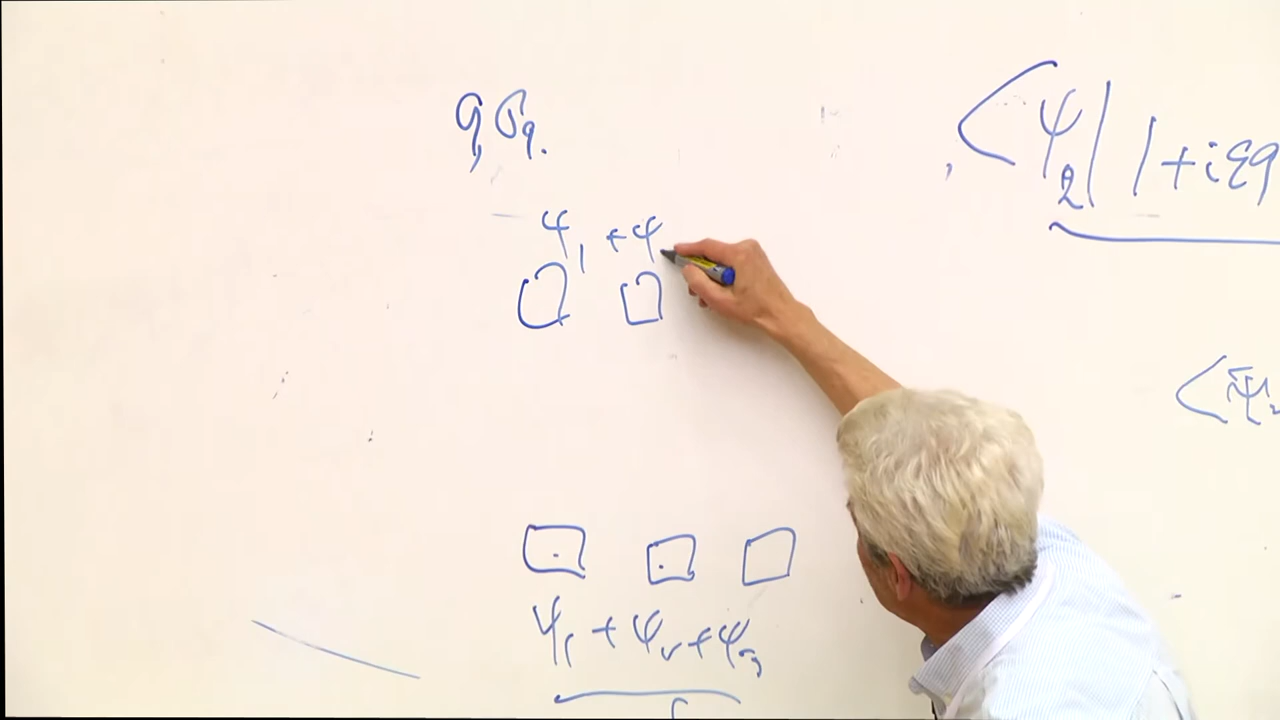 q, σq.
⟨ψ₂| 1+iεq
ψ₁ + ψ
⟨ψ
ψ₁ + ψ₂ + ψ₃